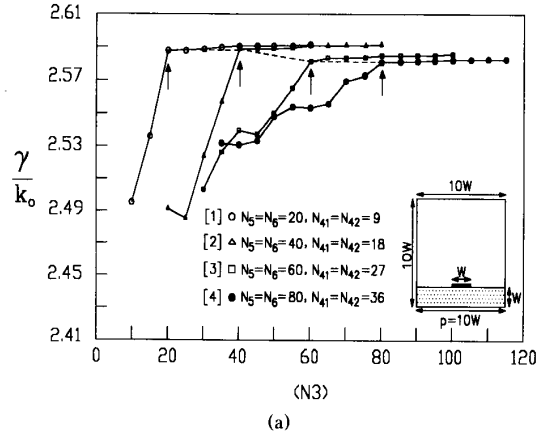 (a)
2.61
2.57
2.53
2.49
2.45
2.41
γ
k₀
[1] ○ N₅=N₆=20, N₄₁=N₄₂=9
[2] △ N₅=N₆=40, N₄₁=N₄₂=18
[3] □ N₅=N₆=60, N₄₁=N₄₂=27
[4] ● N₅=N₆=80, N₄₁=N₄₂=36
10W
10W
W
W
p=10W
0 20 40 60 80 100 120
(N3)
(a)